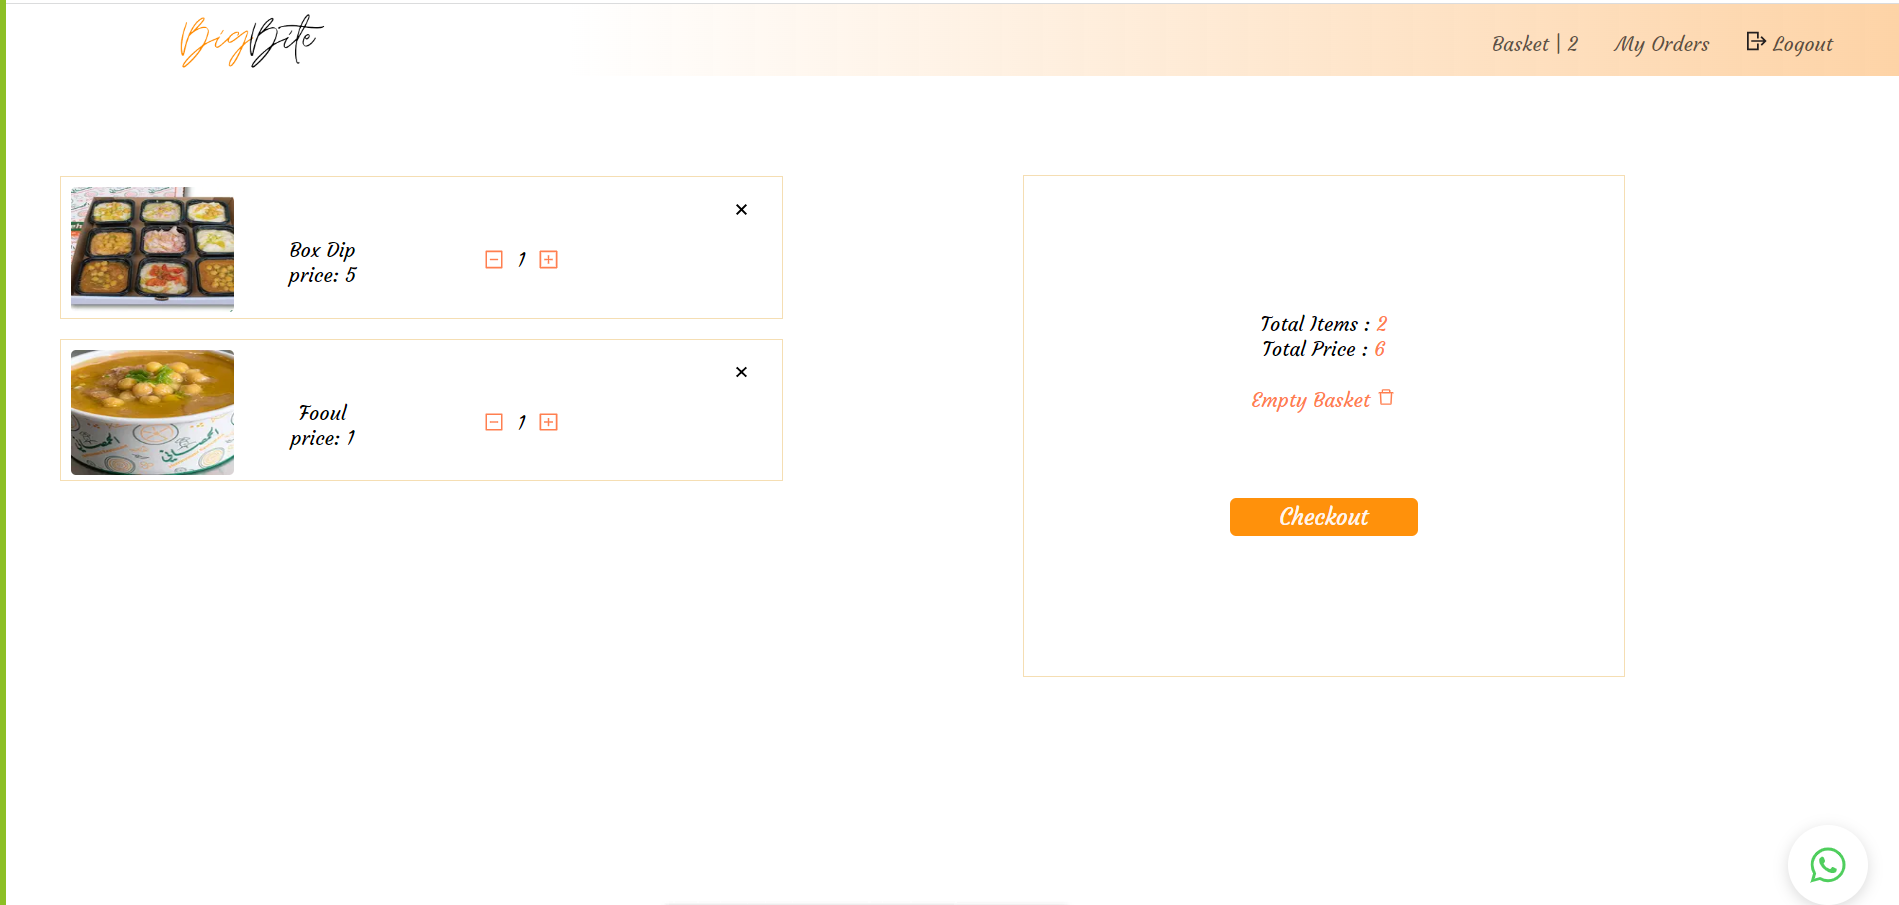 BigBite
Basket | 2
My Orders
Logout
Box Dip
price: 5
1
Fooul
price: 1
1
الحمصاني
Total Items : 2
Total Price : 6
Empty Basket
Checkout